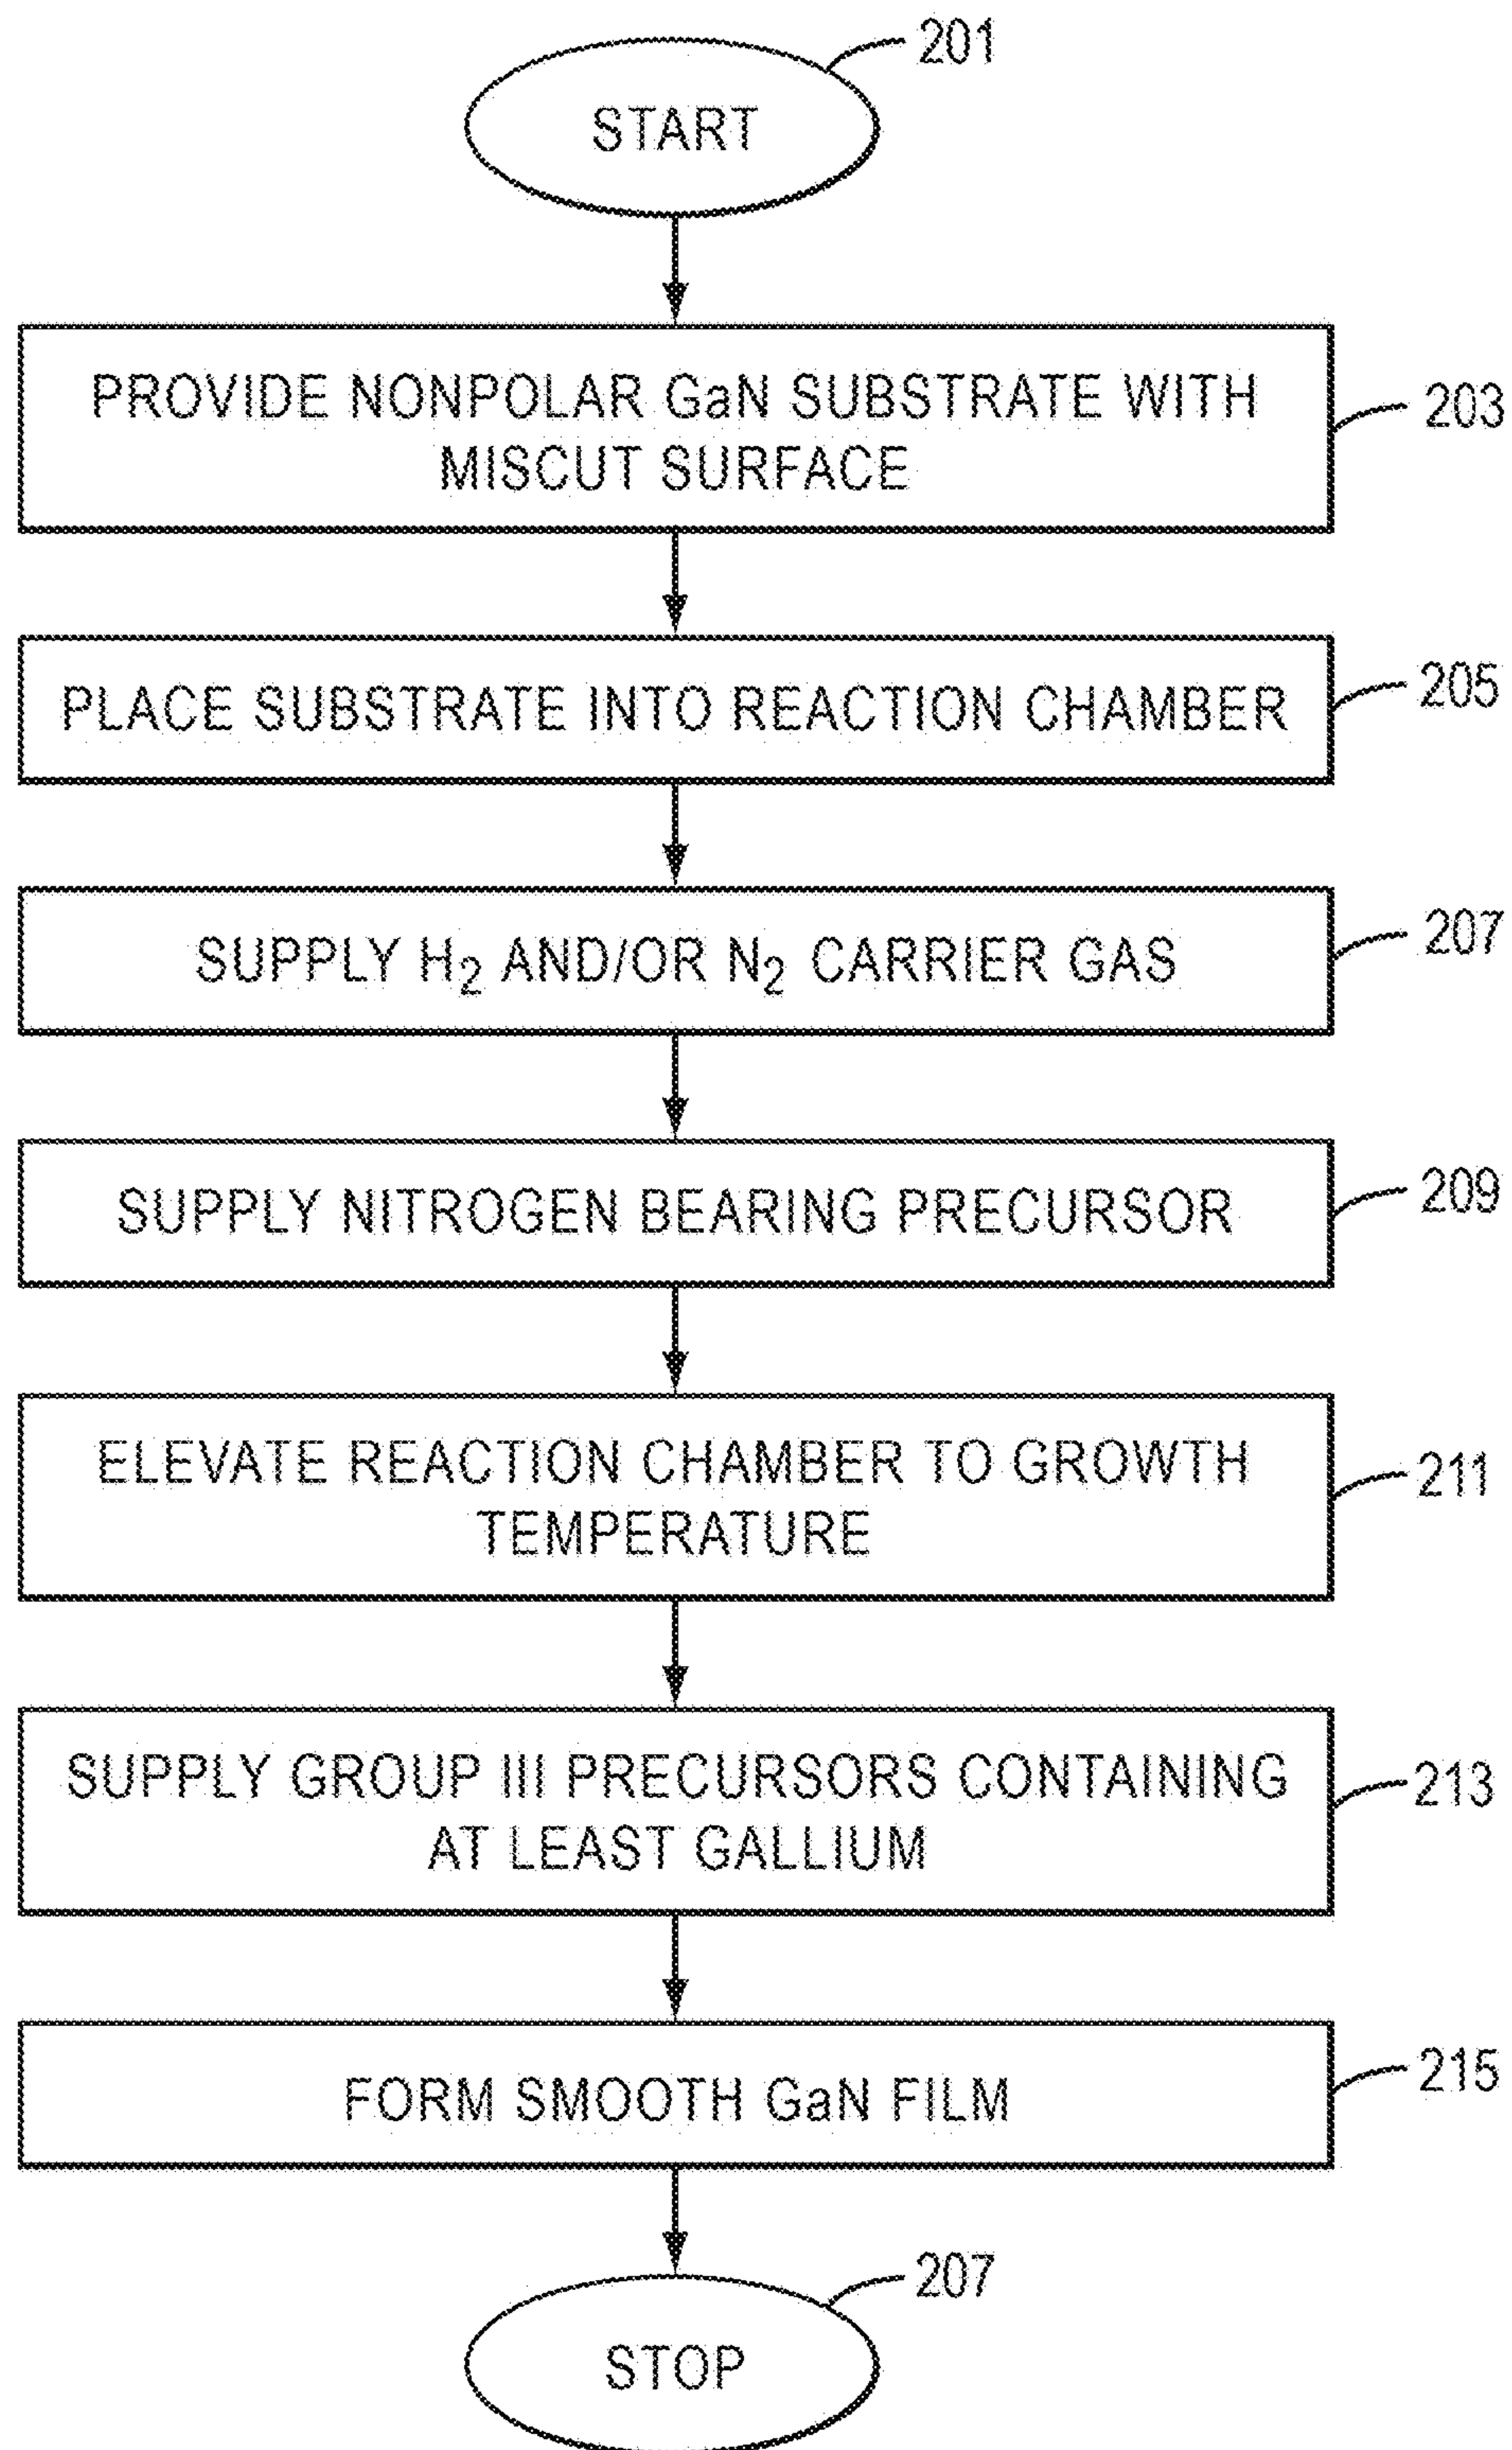 201
START
PROVIDE NONPOLAR GaN SUBSTRATE WITH
MISCUT SURFACE
203
PLACE SUBSTRATE INTO REACTION CHAMBER
205
SUPPLY H₂ AND/OR N₂ CARRIER GAS
207
SUPPLY NITROGEN BEARING PRECURSOR
209
ELEVATE REACTION CHAMBER TO GROWTH
TEMPERATURE
211
SUPPLY GROUP III PRECURSORS CONTAINING
AT LEAST GALLIUM
213
FORM SMOOTH GaN FILM
215
207
STOP